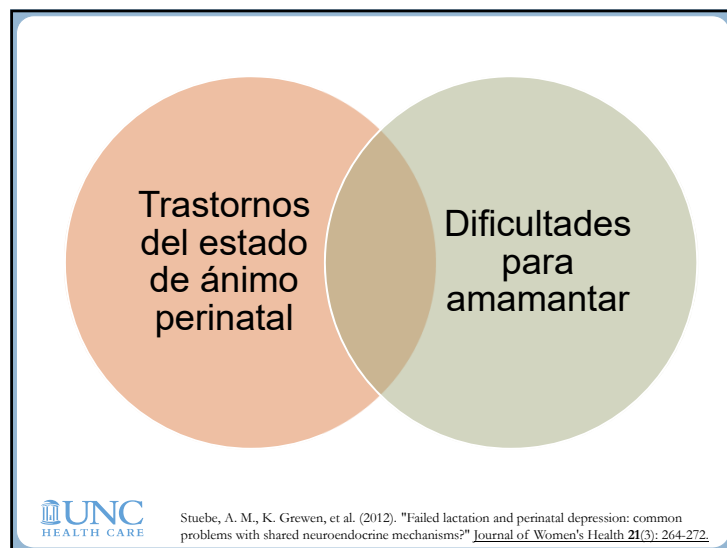 Trastornos
del estado
de ánimo
perinatal
Dificultades
para
amamantar
UNC
HEALTH CARE
Stuebe, A. M., K. Grewen, et al. (2012). "Failed lactation and perinatal depression: common
problems with shared neuroendocrine mechanisms?" Journal of Women's Health 21(3): 264-272.